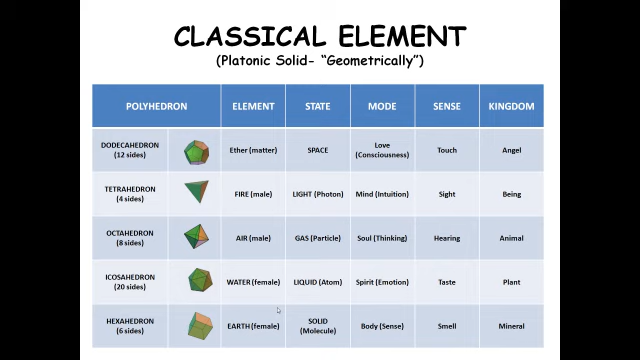 CLASSICAL ELEMENT
(Platonic Solid- “Geometrically”)
POLYHEDRON ELEMENT STATE MODE SENSE KINGDOM
DODECAHEDRON (12 sides) Ether (matter) SPACE Love (Consciousness) Touch Angel
TETRAHEDRON (4 sides) FIRE (male) LIGHT (Photon) Mind (Intuition) Sight Being
OCTAHEDRON (8 sides) AIR (male) GAS (Particle) Soul (Thinking) Hearing Animal
ICOSAHEDRON (20 sides) WATER (female) LIQUID (Atom) Spirit (Emotion) Taste Plant
HEXAHEDRON (6 sides) EARTH (female) SOLID (Molecule) Body (Sense) Smell Mineral